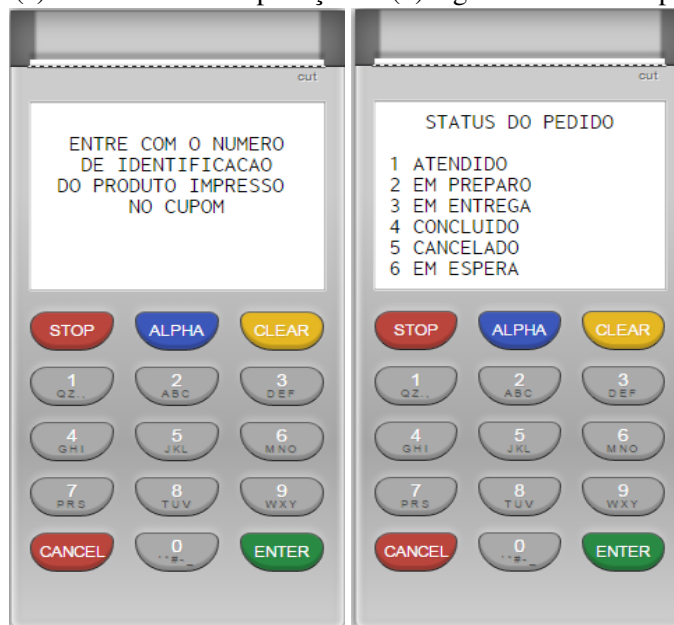 cut
ENTRE COM O NUMERO
DE IDENTIFICACAO
DO PRODUTO IMPRESSO
NO CUPOM
STOP ALPHA CLEAR
1 2 3
QZ.. ABC DEF
4 5 6
GHI JKL MNO
7 8 9
PRS TUV WXY
CANCEL 0 ENTER
cut
STATUS DO PEDIDO
1 ATENDIDO
2 EM PREPARO
3 EM ENTREGA
4 CONCLUIDO
5 CANCELADO
6 EM ESPERA
STOP ALPHA CLEAR
1 2 3
QZ.. ABC DEF
4 5 6
GHI JKL MNO
7 8 9
PRS TUV WXY
CANCEL 0 ENTER